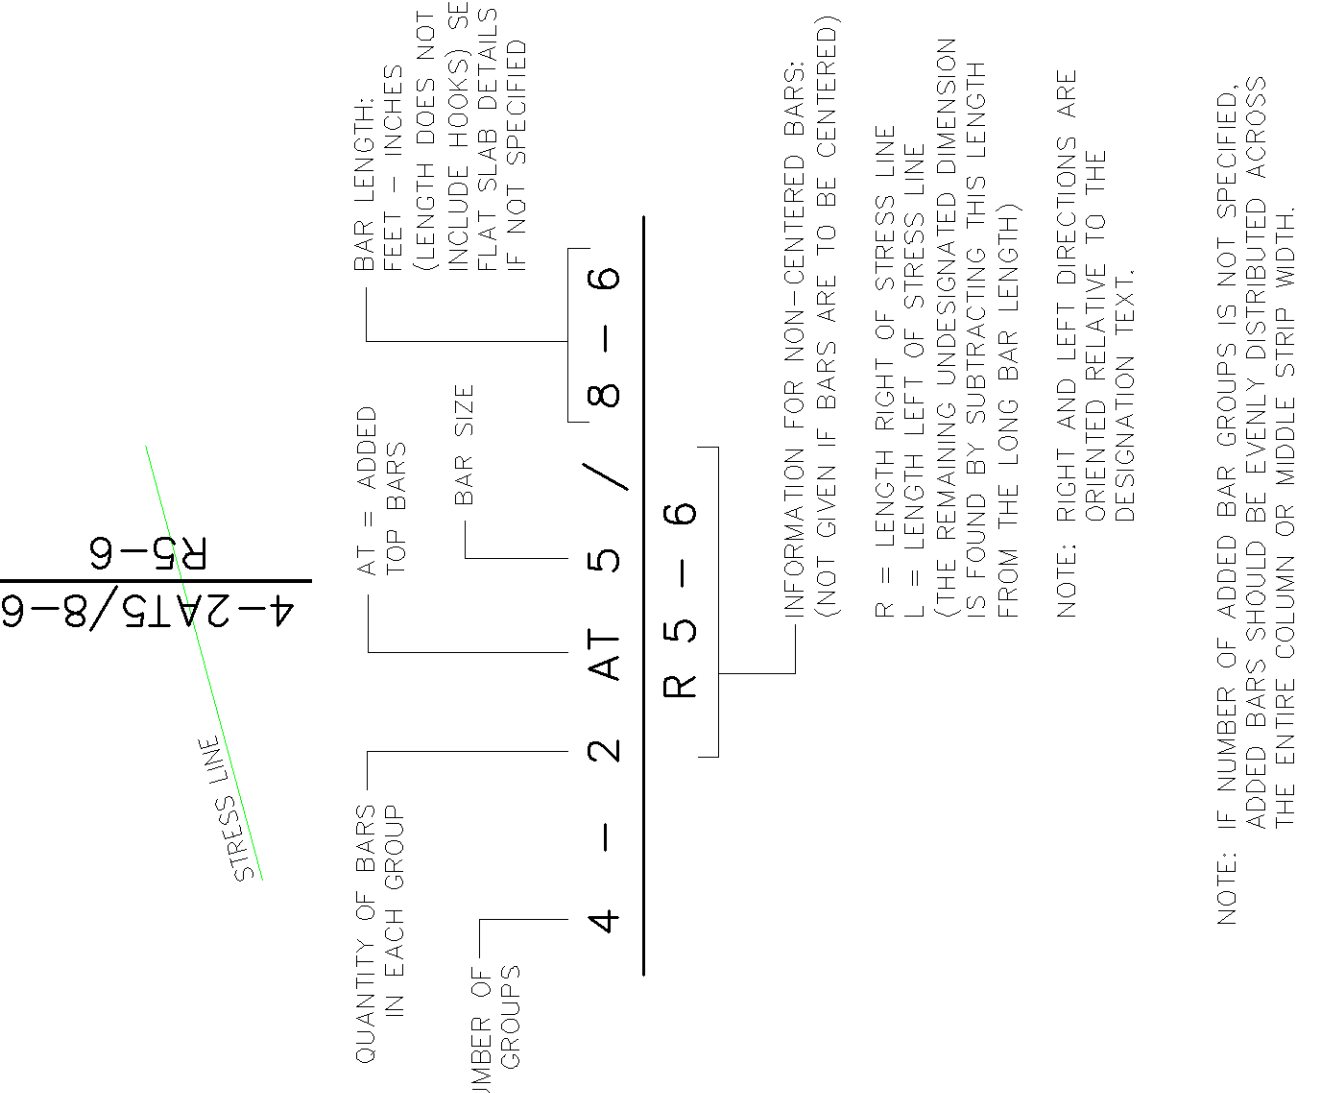 4-2AT5/8-6
R5-6
STRESS LINE
QUANTITY OF BARS
IN EACH GROUP
UMBER OF
GROUPS
AT = ADDED
TOP BARS
BAR SIZE
BAR LENGTH:
FEET - INCHES
(LENGTH DOES NOT
INCLUDE HOOKS) SE
FLAT SLAB DETAILS
IF NOT SPECIFIED
4 - 2 AT 5 / 8 - 6
R 5 - 6
INFORMATION FOR NON-CENTERED BARS:
(NOT GIVEN IF BARS ARE TO BE CENTERED)
R = LENGTH RIGHT OF STRESS LINE
L = LENGTH LEFT OF STRESS LINE
(THE REMAINING UNDESIGNATED DIMENSION
IS FOUND BY SUBTRACTING THIS LENGTH
FROM THE LONG BAR LENGTH)
NOTE: RIGHT AND LEFT DIRECTIONS ARE
ORIENTED RELATIVE TO THE
DESIGNATION TEXT.
NOTE: IF NUMBER OF ADDED BAR GROUPS IS NOT SPECIFIED,
ADDED BARS SHOULD BE EVENLY DISTRIBUTED ACROSS
THE ENTIRE COLUMN OR MIDDLE STRIP WIDTH.